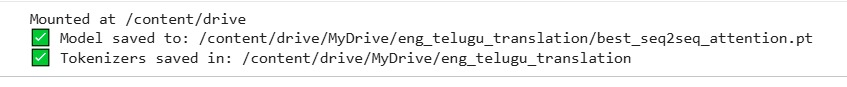 Mounted at /content/drive
✅ Model saved to: /content/drive/MyDrive/eng_telugu_translation/best_seq2seq_attention.pt
✅ Tokenizers saved in: /content/drive/MyDrive/eng_telugu_translation